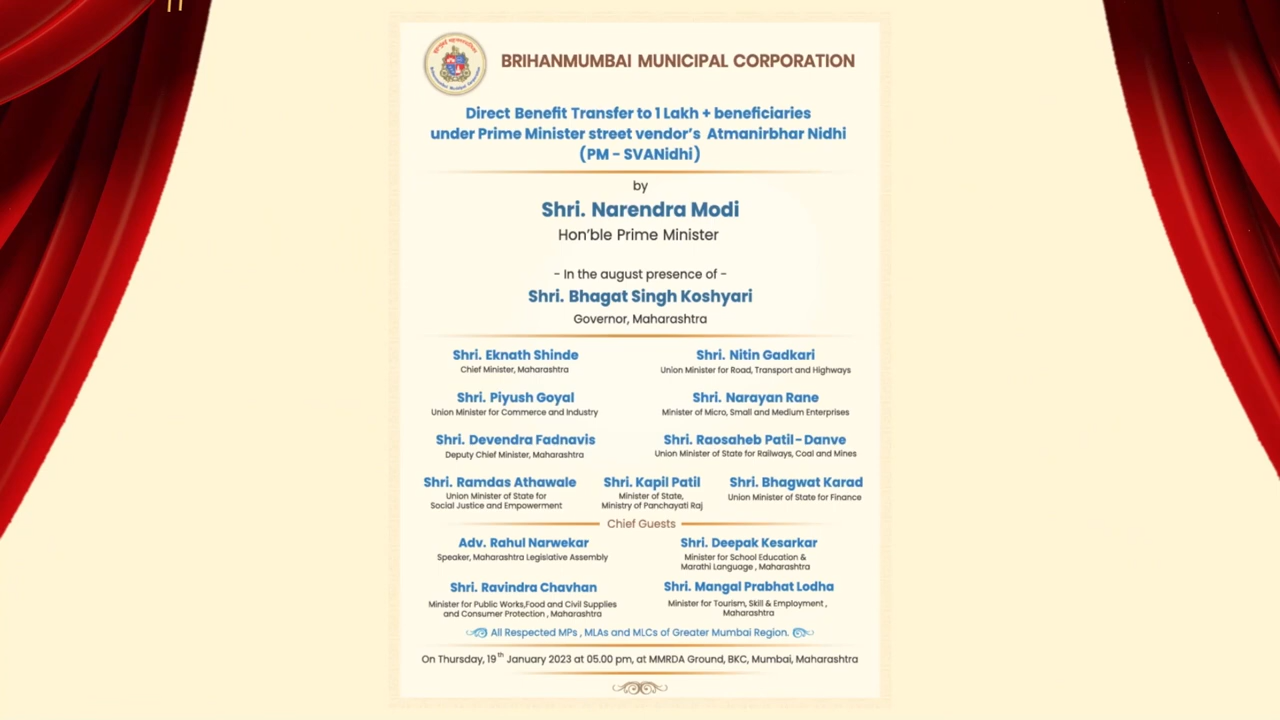 BRIHANMUMBAI MUNICIPAL CORPORATION
Direct Benefit Transfer to 1 Lakh + beneficiaries
under Prime Minister street vendor's Atmanirbhar Nidhi
(PM - SVANidhi)
by
Shri. Narendra Modi
Hon'ble Prime Minister
- In the august presence of -
Shri. Bhagat Singh Koshyari
Governor, Maharashtra
Shri. Eknath Shinde
Chief Minister, Maharashtra
Shri. Nitin Gadkari
Union Minister for Road, Transport and Highways
Shri. Piyush Goyal
Union Minister for Commerce and Industry
Shri. Narayan Rane
Minister of Micro, Small and Medium Enterprises
Shri. Devendra Fadnavis
Deputy Chief Minister, Maharashtra
Shri. Raosaheb Patil-Danve
Union Minister of State for Railways, Coal and Mines
Shri. Ramdas Athawale
Union Minister of State for
Social Justice and Empowerment
Shri. Kapil Patil
Minister of State,
Ministry of Panchayati Raj
Shri. Bhagwat Karad
Union Minister of State for Finance
Chief Guests
Adv. Rahul Narwekar
Speaker, Maharashtra Legislative Assembly
Shri. Deepak Kesarkar
Minister for School Education &
Marathi Language , Maharashtra
Shri. Ravindra Chavhan
Minister for Public Works,Food and Civil Supplies
and Consumer Protection , Maharashtra
Shri. Mangal Prabhat Lodha
Minister for Tourism, Skill & Employment ,
Maharashtra
All Respected MPs , MLAs and MLCs of Greater Mumbai Region.
On Thursday, 19th January 2023 at 05.00 pm, at MMRDA Ground, BKC, Mumbai, Maharashtra